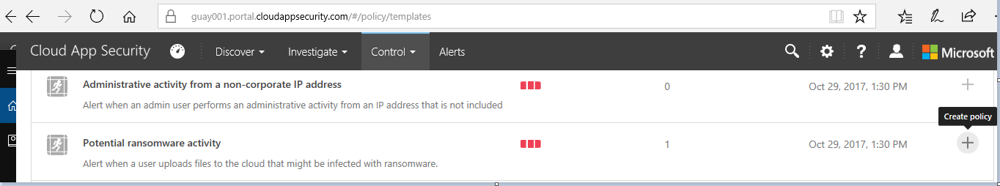 guay001.portal.cloudappsecurity.com/#/policy/templates
Cloud App Security Discover Investigate Control Alerts Microsoft
Administrative activity from a non-corporate IP address 0 Oct 29, 2017, 1:30 PM
Alert when an admin user performs an administrative activity from an IP address that is not included
Create policy
Potential ransomware activity 1 Oct 29, 2017, 1:30 PM
Alert when a user uploads files to the cloud that might be infected with ransomware.